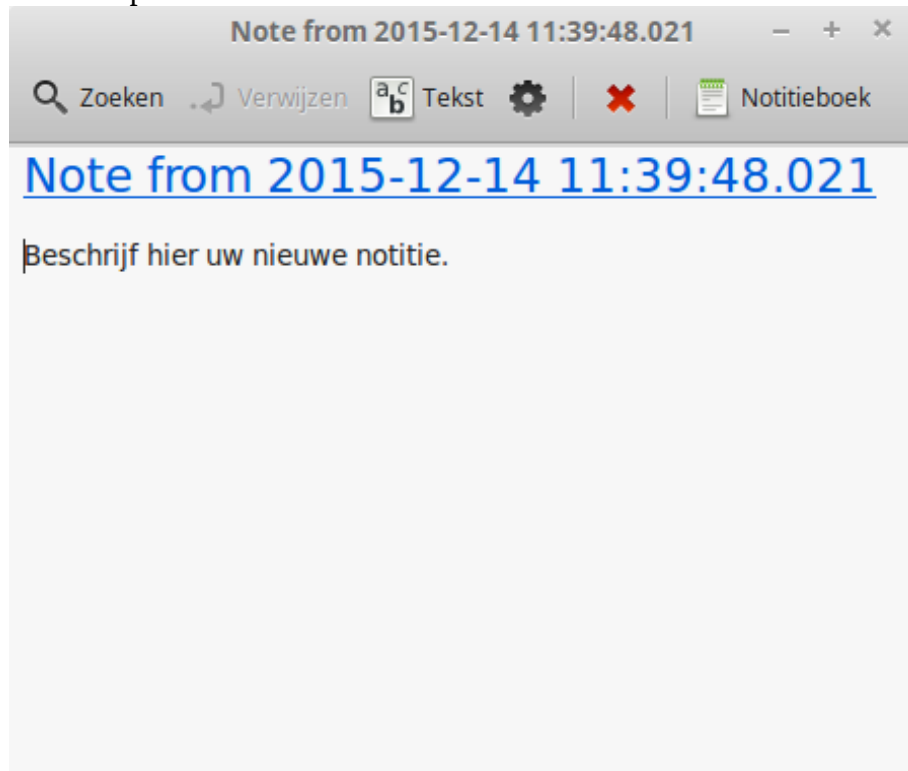 Note from 2015-12-14 11:39:48.021
Zoeken Verwijzen Tekst Notitieboek
Note from 2015-12-14 11:39:48.021
Beschrijf hier uw nieuwe notitie.